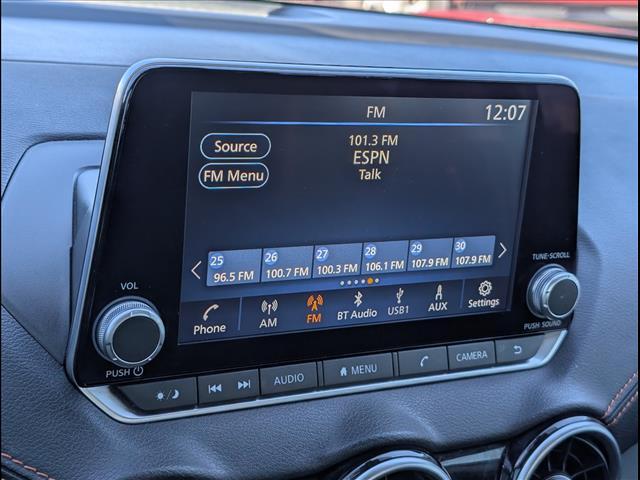 FM
12:07
Source
FM Menu
101.3 FM
ESPN
Talk
25
96.5 FM
26
100.7 FM
27
100.3 FM
28
106.1 FM
29
107.9 FM
30
107.9 FM
Phone
AM
FM
BT Audio
USB1
AUX
Settings
VOL
PUSH
TUNE·SCROLL
PUSH SOUND
AUDIO
MENU
CAMERA